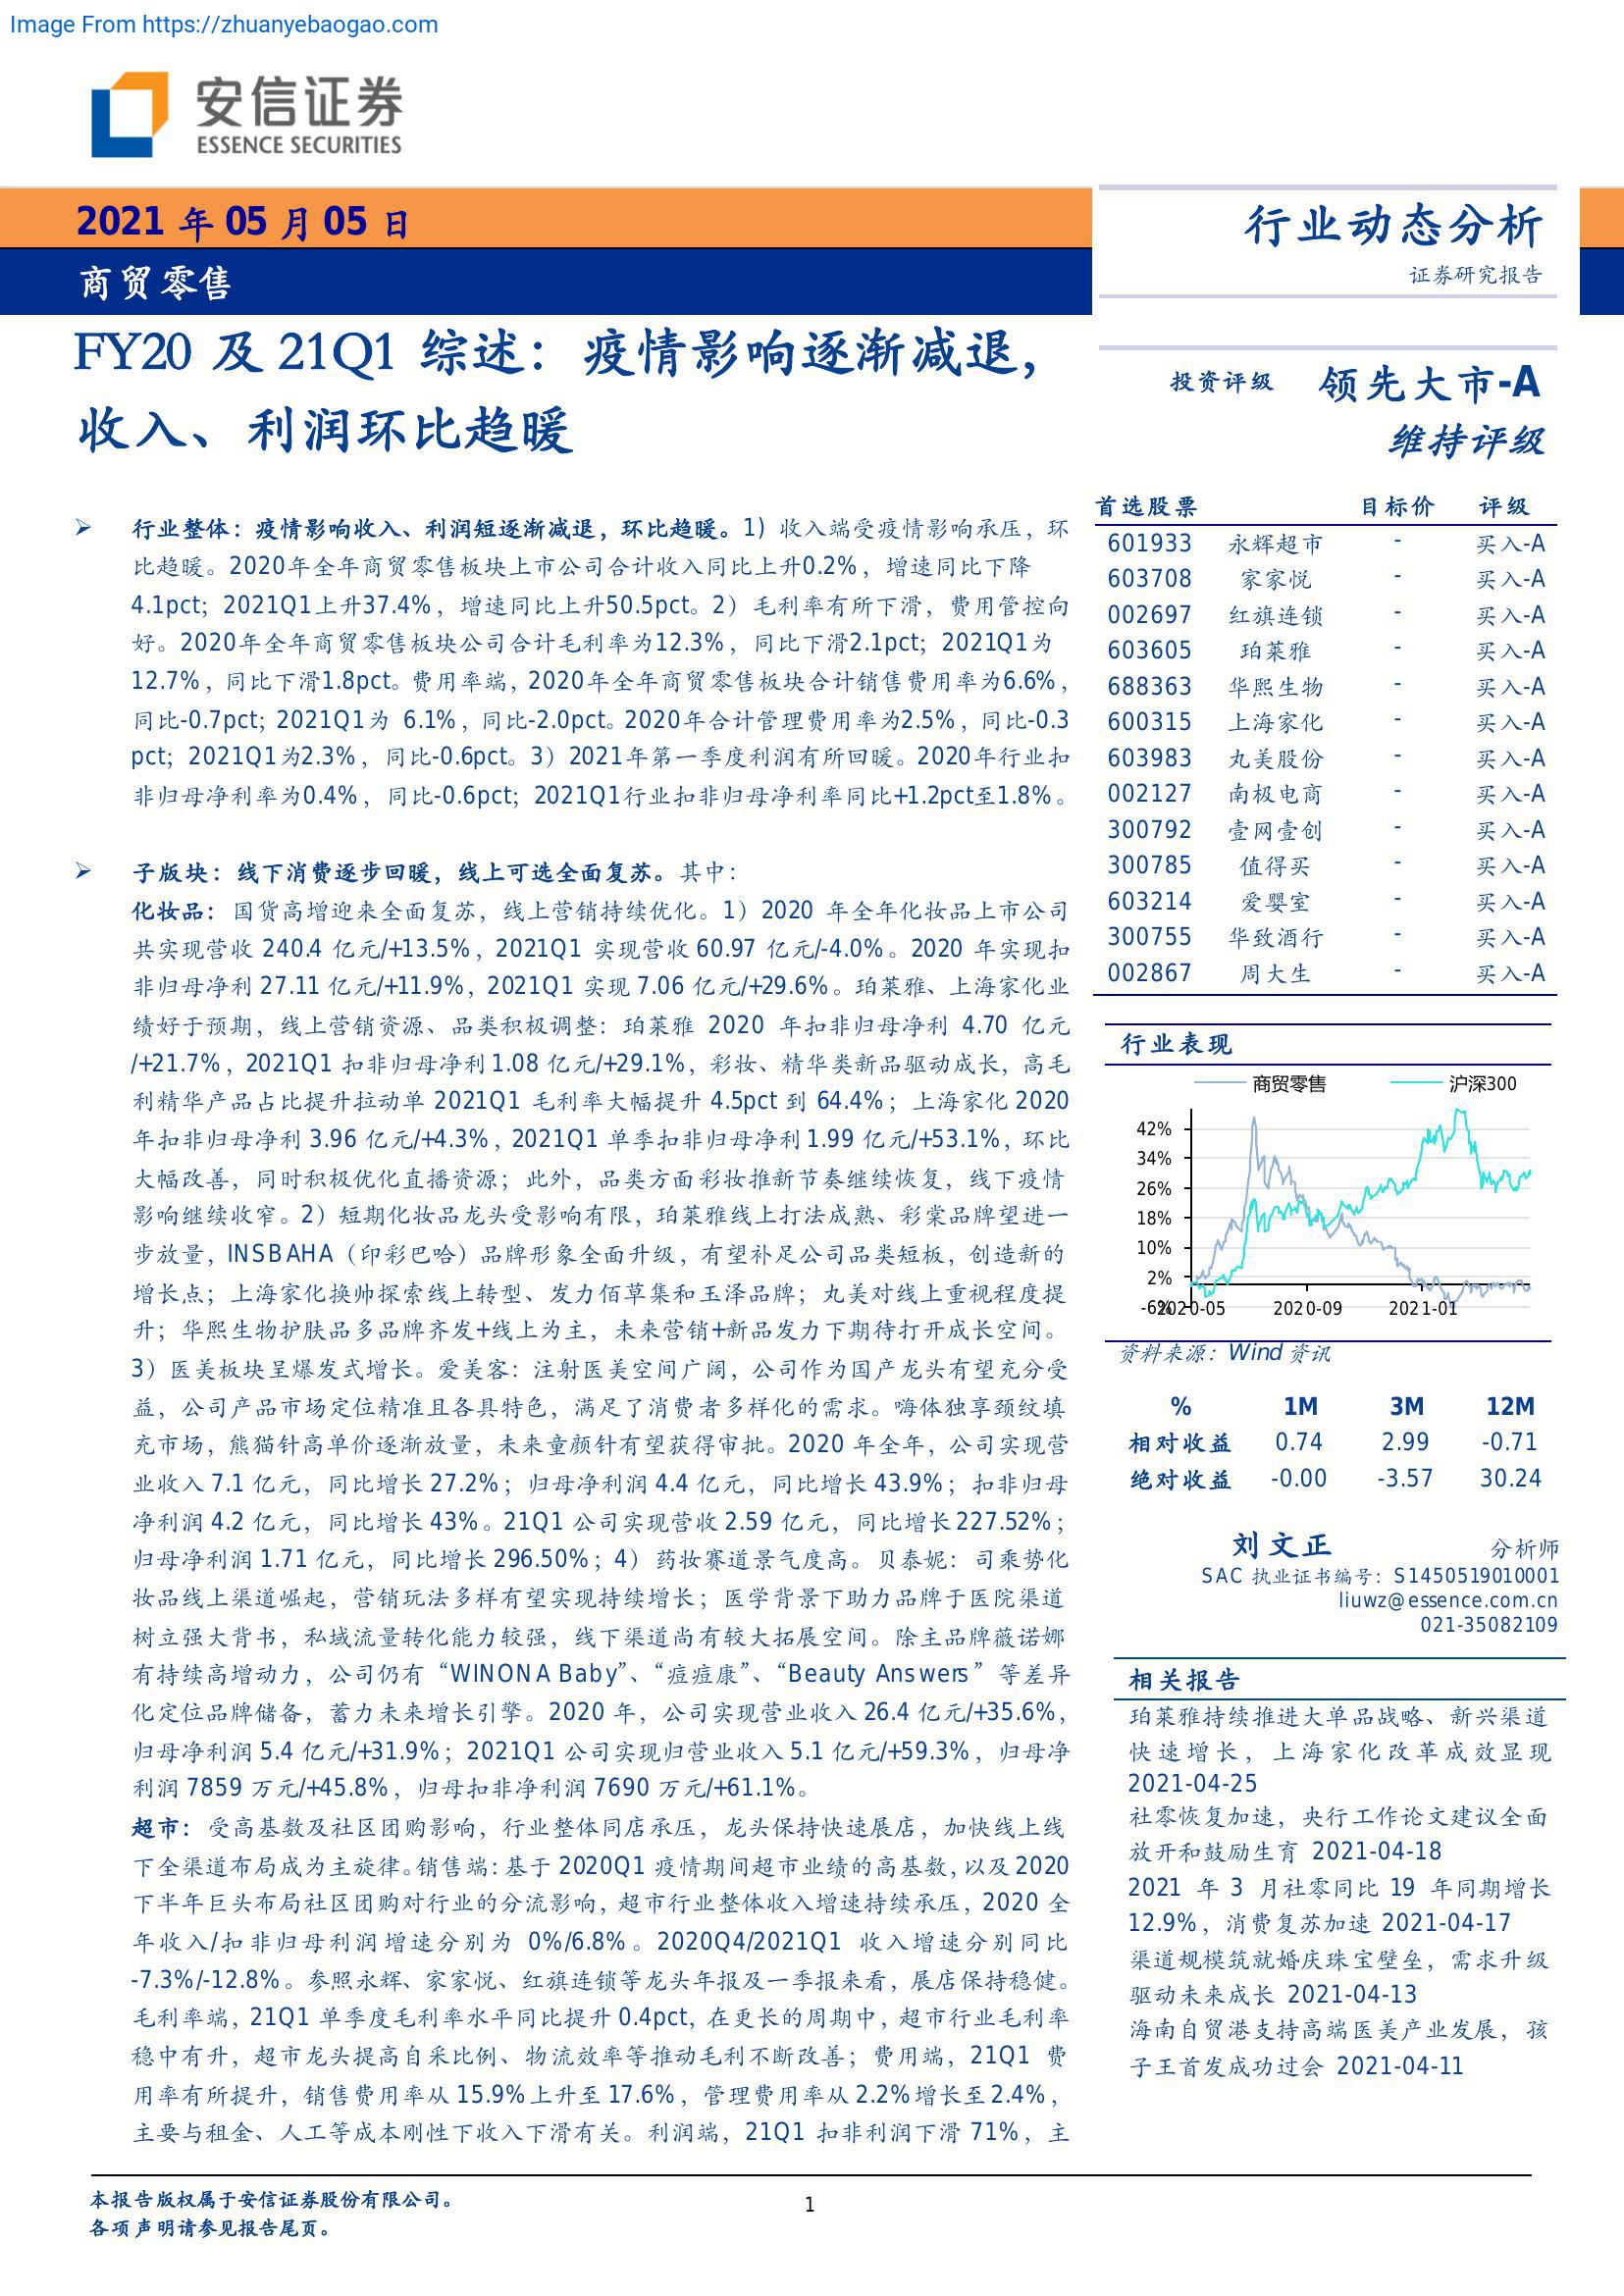 Image From https://zhuanyebaogao.com
安信证券
ESSENCE SECURITIES
2021 年 05 月 05 日
商贸零售
行业动态分析
证券研究报告
FY20 及 21Q1 综述：疫情影响逐渐减退，
收入、利润环比趋暖
投资评级 领先大市-A
维持评级
➢ 行业整体：疫情影响收入、利润短逐渐减退，环比趋暖。1）收入端受疫情影响承压，环
比趋暖。2020年全年商贸零售板块上市公司合计收入同比上升0.2%，增速同比下降
4.1pct；2021Q1上升37.4%，增速同比上升50.5pct。2）毛利率有所下滑，费用管控向
好。2020年全年商贸零售板块公司合计毛利率为12.3%，同比下滑2.1pct；2021Q1为
12.7%，同比下滑1.8pct。费用率端，2020年全年商贸零售板块合计销售费用率为6.6%，
同比-0.7pct；2021Q1为 6.1%，同比-2.0pct。2020年合计管理费用率为2.5%，同比-0.3
pct；2021Q1为2.3%，同比-0.6pct。3）2021年第一季度利润有所回暖。2020年行业扣
非归母净利率为0.4%，同比-0.6pct；2021Q1行业扣非归母净利率同比+1.2pct至1.8%。
➢ 子版块：线下消费逐步回暖，线上可选全面复苏。其中：
化妆品：国货高增迎来全面复苏，线上营销持续优化。1）2020 年全年化妆品上市公司
共实现营收 240.4 亿元/+13.5%，2021Q1 实现营收 60.97 亿元/-4.0%。2020 年实现扣
非归母净利 27.11 亿元/+11.9%，2021Q1 实现 7.06 亿元/+29.6%。珀莱雅、上海家化业
绩好于预期，线上营销资源、品类积极调整：珀莱雅 2020 年扣非归母净利 4.70 亿元
/+21.7%，2021Q1 扣非归母净利 1.08 亿元/+29.1%，彩妆、精华类新品驱动成长，高毛
利精华产品占比提升拉动单 2021Q1 毛利率大幅提升 4.5pct 到 64.4%；上海家化 2020
年扣非归母净利 3.96 亿元/+4.3%，2021Q1 单季扣非归母净利 1.99 亿元/+53.1%，环比
大幅改善，同时积极优化直播资源；此外，品类方面彩妆推新节奏继续恢复，线下疫情
影响继续收窄。2）短期化妆品龙头受影响有限，珀莱雅线上打法成熟、彩棠品牌望进一
步放量，INSBAHA（印彩巴哈）品牌形象全面升级，有望补足公司品类短板，创造新的
增长点；上海家化换帅探索线上转型、发力佰草集和玉泽品牌；丸美对线上重视程度提
升；华熙生物护肤品多品牌齐发+线上为主，未来营销+新品发力下期待打开成长空间。
3）医美板块呈爆发式增长。爱美客：注射医美空间广阔，公司作为国产龙头有望充分受
益，公司产品市场定位精准且各具特色，满足了消费者多样化的需求。嗨体独享颈纹填
充市场，熊猫针高单价逐渐放量，未来童颜针有望获得审批。2020 年全年，公司实现营
业收入 7.1 亿元，同比增长 27.2%；归母净利润 4.4 亿元，同比增长 43.9%；扣非归母
净利润 4.2 亿元，同比增长 43%。21Q1 公司实现营收 2.59 亿元，同比增长 227.52%；
归母净利润 1.71 亿元，同比增长 296.50%；4）药妆赛道景气度高。贝泰妮：司乘势化
妆品线上渠道崛起，营销玩法多样有望实现持续增长；医学背景下助力品牌于医院渠道
树立强大背书，私域流量转化能力较强，线下渠道尚有较大拓展空间。除主品牌薇诺娜
有持续高增动力，公司仍有“WINONA Baby”、“痘痘康”、“Beauty Answers”等差异
化定位品牌储备，蓄力未来增长引擎。2020 年，公司实现营业收入 26.4 亿元/+35.6%，
归母净利润 5.4 亿元/+31.9%；2021Q1 公司实现归营业收入 5.1 亿元/+59.3%，归母净
利润 7859 万元/+45.8%，归母扣非净利润 7690 万元/+61.1%。
超市：受高基数及社区团购影响，行业整体同店承压，龙头保持快速展店，加快线上线
下全渠道布局成为主旋律。销售端：基于 2020Q1 疫情期间超市业绩的高基数，以及 2020
下半年巨头布局社区团购对行业的分流影响，超市行业整体收入增速持续承压，2020 全
年收入/扣非归母利润增速分别为 0%/6.8%。2020Q4/2021Q1 收入增速分别同比
-7.3%/-12.8%。参照永辉、家家悦、红旗连锁等龙头年报及一季报来看，展店保持稳健。
毛利率端，21Q1 单季度毛利率水平同比提升 0.4pct，在更长的周期中，超市行业毛利率
稳中有升，超市龙头提高自采比例、物流效率等推动毛利不断改善；费用端，21Q1 费
用率有所提升，销售费用率从 15.9%上升至 17.6%，管理费用率从 2.2%增长至 2.4%，
主要与租金、人工等成本刚性下收入下滑有关。利润端，21Q1 扣非利润下滑 71%，主
首选股票 目标价 评级
601933 永辉超市 - 买入-A
603708 家家悦 - 买入-A
002697 红旗连锁 - 买入-A
603605 珀莱雅 - 买入-A
688363 华熙生物 - 买入-A
600315 上海家化 - 买入-A
603983 丸美股份 - 买入-A
002127 南极电商 - 买入-A
300792 壹网壹创 - 买入-A
300785 值得买 - 买入-A
603214 爱婴室 - 买入-A
300755 华致酒行 - 买入-A
002867 周大生 - 买入-A
行业表现
商贸零售 沪深300
42%
34%
26%
18%
10%
2%
-6%
2020-05 2020-09 2021-01
资料来源：Wind 资讯
% 1M 3M 12M
相对收益 0.74 2.99 -0.71
绝对收益 -0.00 -3.57 30.24
刘文正 分析师
SAC 执业证书编号：S1450519010001
liuwz@essence.com.cn
021-35082109
相关报告
珀莱雅持续推进大单品战略、新兴渠道
快速增长，上海家化改革成效显现
2021-04-25
社零恢复加速，央行工作论文建议全面
放开和鼓励生育 2021-04-18
2021 年 3 月社零同比 19 年同期增长
12.9%，消费复苏加速 2021-04-17
渠道规模筑就婚庆珠宝壁垒，需求升级
驱动未来成长 2021-04-13
海南自贸港支持高端医美产业发展，孩
子王首发成功过会 2021-04-11
本报告版权属于安信证券股份有限公司。
各项声明请参见报告尾页。
1